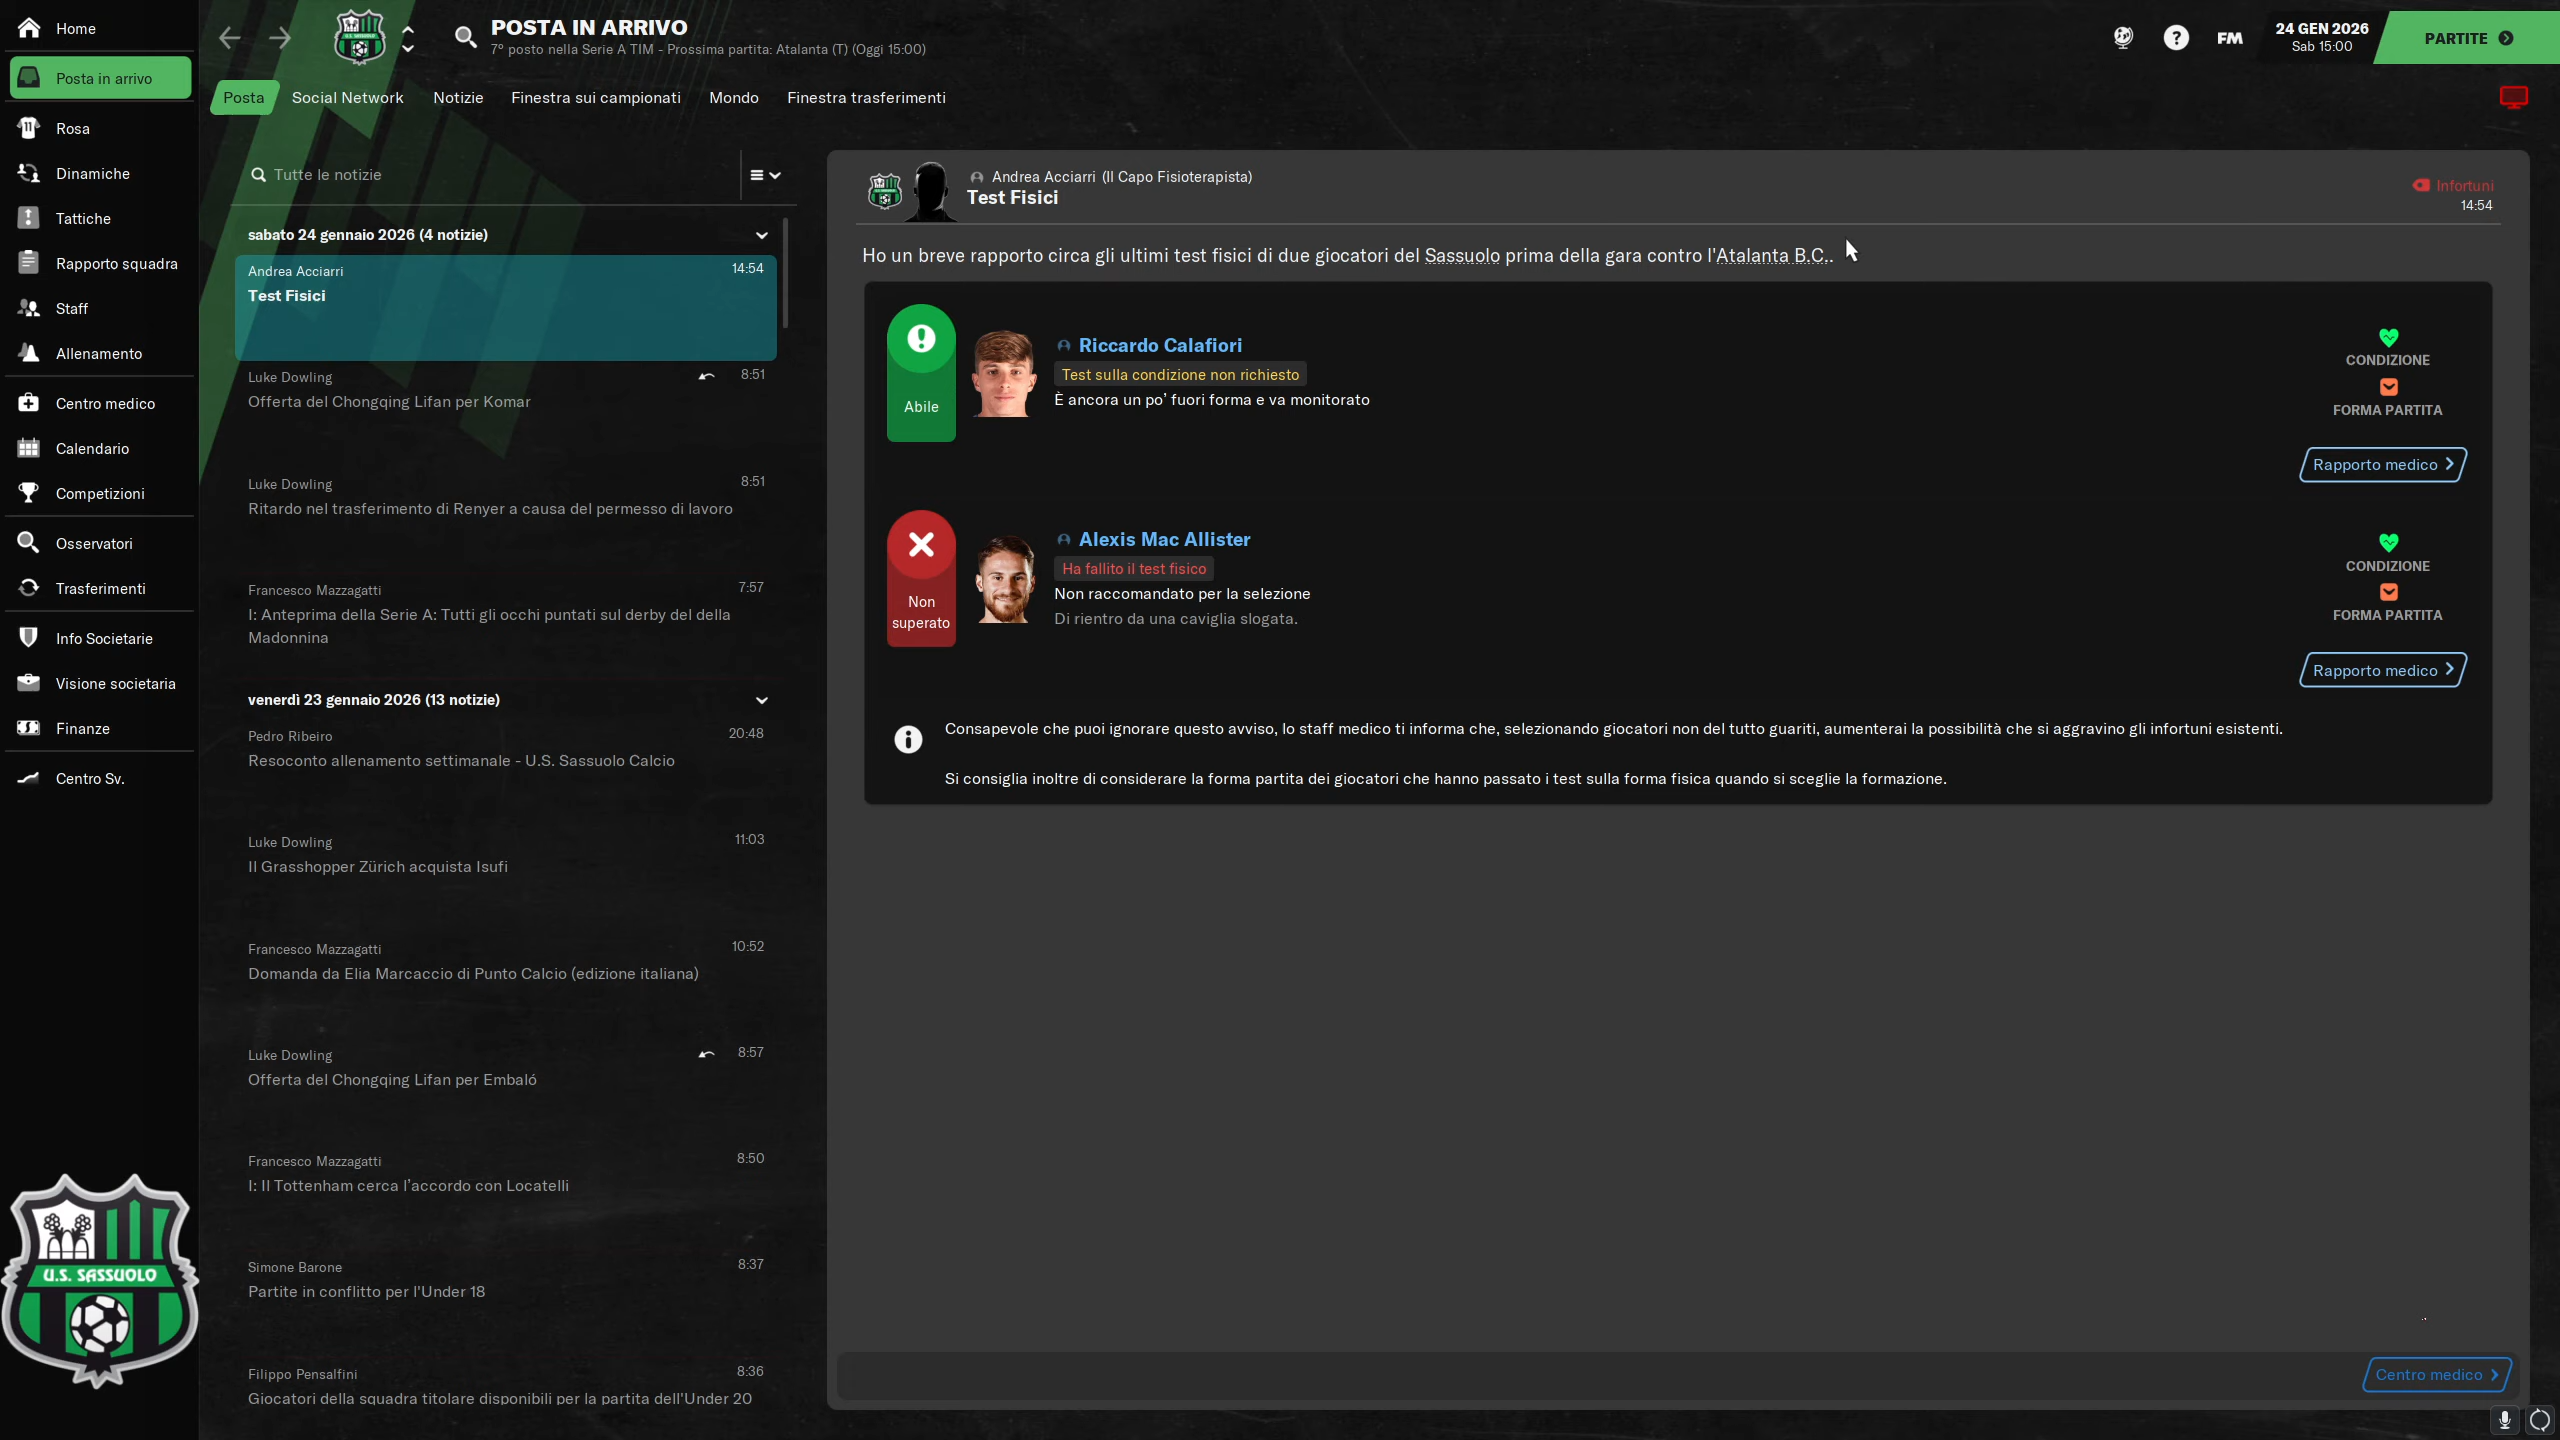 Home
Posta in arrivo
Rosa
Dinamiche
Tattiche
Rapporto squadra
Staff
Allenamento
Centro medico
Calendario
Competizioni
Osservatori
Trasferimenti
Info Societarie
Visione societaria
Finanze
Centro Sv.
U.S. SASSUOLO
POSTA IN ARRIVO
7° posto nella Serie A TIM - Prossima partita: Atalanta (T) (Oggi 15:00)
FM
24 GEN 2026
Sab 15:00
PARTITE
Posta
Social Network
Notizie
Finestra sui campionati
Mondo
Finestra trasferimenti
Tutte le notizie
sabato 24 gennaio 2026 (4 notizie)
Andrea Acciarri 14:54
Test Fisici
Luke Dowling 8:51
Offerta del Chongqing Lifan per Komar
Luke Dowling 8:51
Ritardo nel trasferimento di Renyer a causa del permesso di lavoro
Francesco Mazzagatti 7:57
I: Anteprima della Serie A: Tutti gli occhi puntati sul derby del della
Madonnina
venerdì 23 gennaio 2026 (13 notizie)
Pedro Ribeiro 20:48
Resoconto allenamento settimanale - U.S. Sassuolo Calcio
Luke Dowling 11:03
Il Grasshopper Zürich acquista Isufi
Francesco Mazzagatti 10:52
Domanda da Elia Marcaccio di Punto Calcio (edizione italiana)
Luke Dowling 8:57
Offerta del Chongqing Lifan per Embaló
Francesco Mazzagatti 8:50
I: Il Tottenham cerca l’accordo con Locatelli
Simone Barone 8:37
Partite in conflitto per l'Under 18
Filippo Pensalfini 8:36
Giocatori della squadra titolare disponibili per la partita dell'Under 20
Andrea Acciarri (Il Capo Fisioterapista)
Test Fisici
Infortuni
14:54
Ho un breve rapporto circa gli ultimi test fisici di due giocatori del Sassuolo prima della gara contro l'Atalanta B.C..
Abile
Riccardo Calafiori
Test sulla condizione non richiesto
È ancora un po’ fuori forma e va monitorato
CONDIZIONE
FORMA PARTITA
Rapporto medico
Non
superato
Alexis Mac Allister
Ha fallito il test fisico
Non raccomandato per la selezione
Di rientro da una caviglia slogata.
CONDIZIONE
FORMA PARTITA
Rapporto medico
Consapevole che puoi ignorare questo avviso, lo staff medico ti informa che, selezionando giocatori non del tutto guariti, aumenterai la possibilità che si aggravino gli infortuni esistenti.
Si consiglia inoltre di considerare la forma partita dei giocatori che hanno passato i test sulla forma fisica quando si sceglie la formazione.
Centro medico